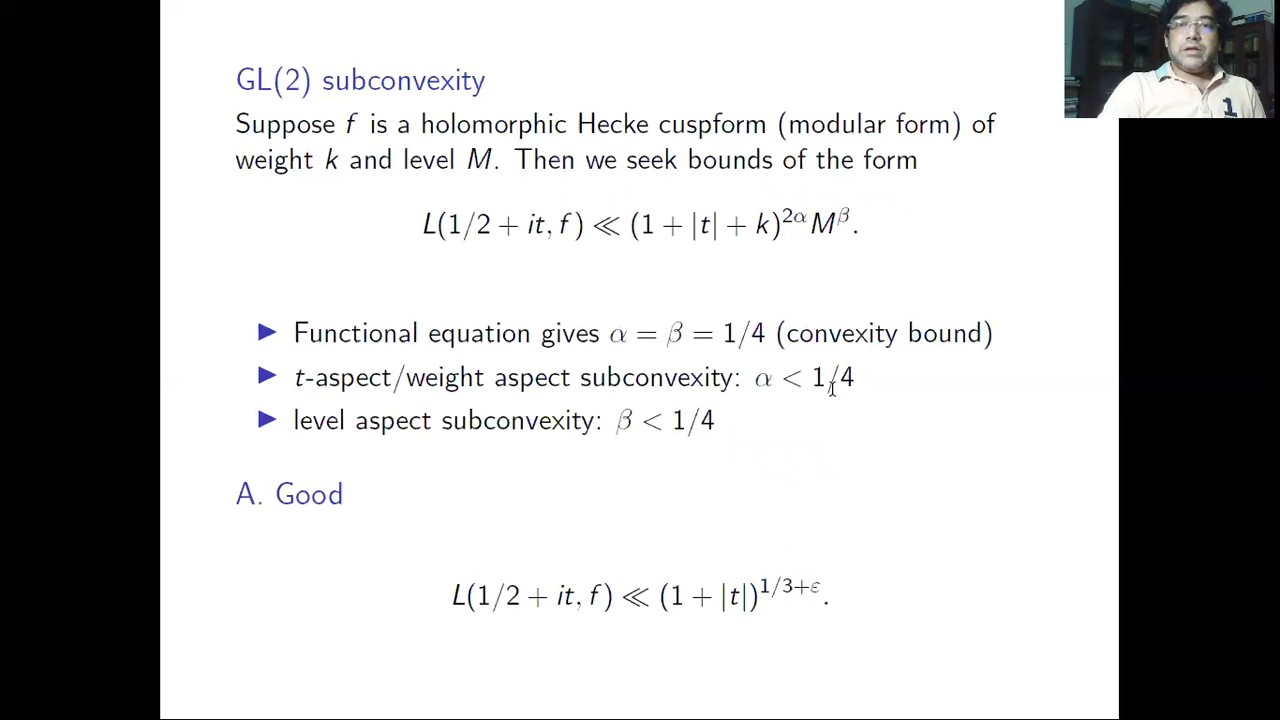 GL(2) subconvexity
Suppose f is a holomorphic Hecke cuspform (modular form) of
weight k and level M. Then we seek bounds of the form
L(1/2 + it, f) ≪ (1 + |t| + k)^{2α} M^β.
▶ Functional equation gives α = β = 1/4 (convexity bound)
▶ t-aspect/weight aspect subconvexity: α < 1/4
▶ level aspect subconvexity: β < 1/4
A. Good
L(1/2 + it, f) ≪ (1 + |t|)^{1/3+ε}.